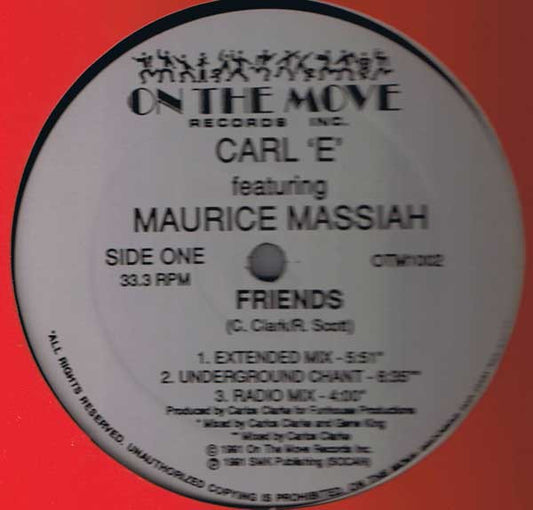 ON THE MOVE
RECORDS INC.
CARL 'E'
featuring
MAURICE MASSIAH
SIDE ONE
33.3 RPM
OTM1002
FRIENDS
(C. Clark/R. Scott)
1. EXTENDED MIX - 5:51*
2. UNDERGROUND CHANT - 6:35**
3. RADIO MIX - 4:00*
Produced by Carlos Clarke for Funhouse Productions
* Mixed by Carlos Clarke and Gene King
** Mixed by Carlos Clarke
© 1991 On The Move Records Inc.
℗ 1991 SMK Publishing (SOCAN)
*ALL RIGHTS RESERVED. UNAUTHORIZED COPYING IS PROHIBITED. ON THE MOVE